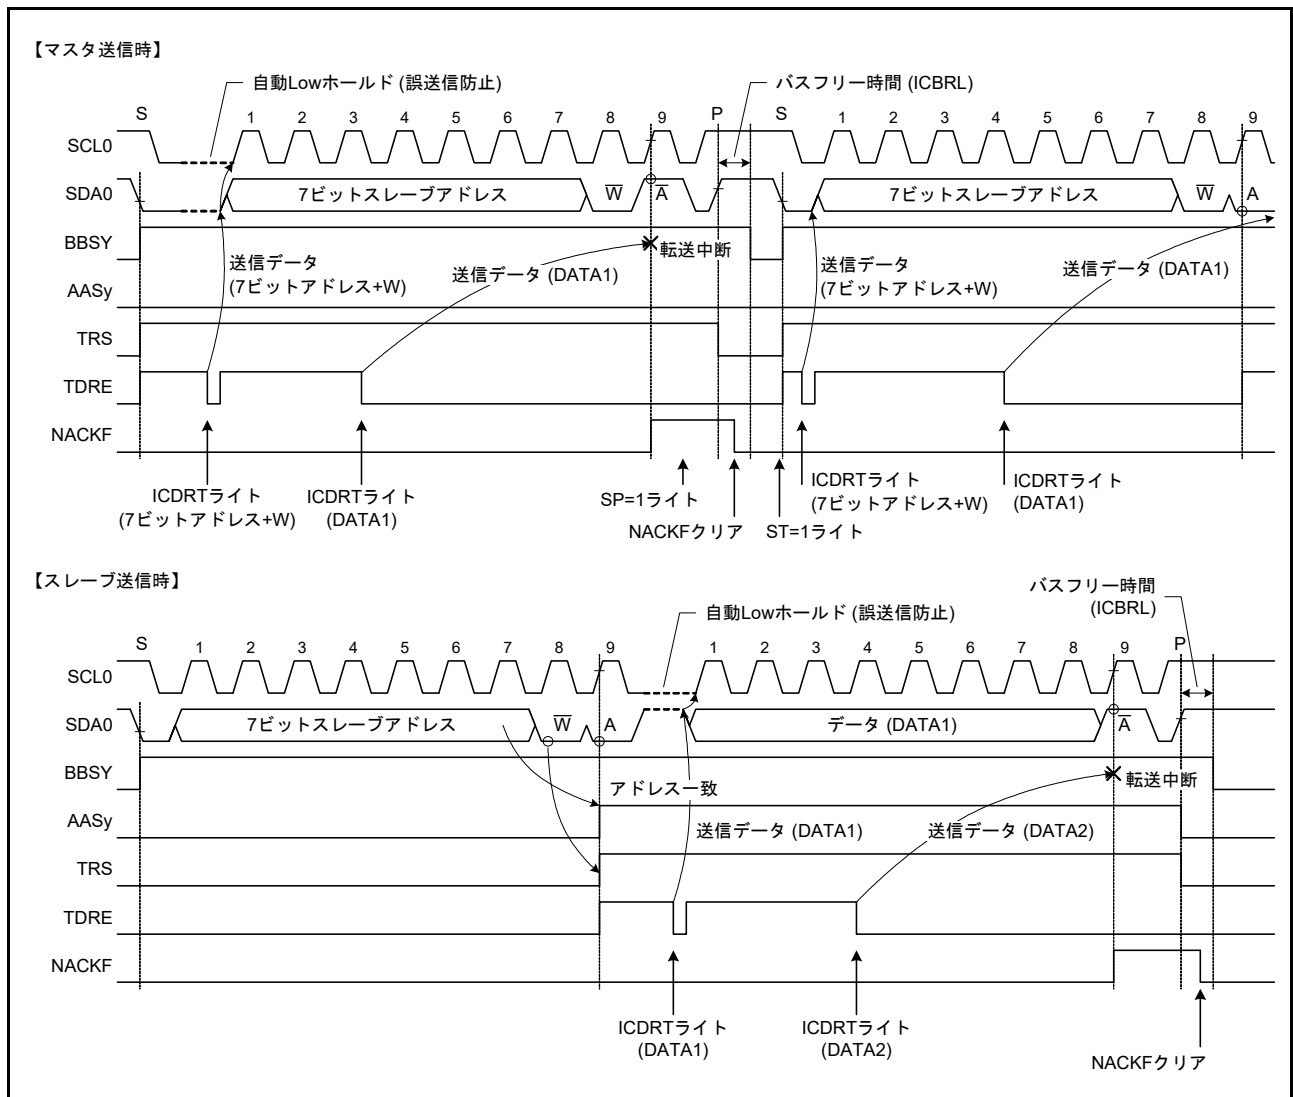 【マスタ送信時】
自動Lowホールド (誤送信防止)
バスフリー時間 (ICBRL)
S 1 2 3 4 5 6 7 8 9 P S 1 2 3 4 5 6 7 8 9
SCL0
SDA0 7ビットスレーブアドレス W̅ A̅ 7ビットスレーブアドレス W̅ A
BBSY
転送中断
送信データ
(7ビットアドレス+W)
送信データ (DATA1)
送信データ
(7ビットアドレス+W)
送信データ (DATA1)
AASy
TRS
TDRE
NACKF
ICDRTライト
(7ビットアドレス+W)
ICDRTライト
(DATA1)
SP=1ライト
NACKFクリア
ST=1ライト
ICDRTライト
(7ビットアドレス+W)
ICDRTライト
(DATA1)
【スレーブ送信時】
自動Lowホールド (誤送信防止)
バスフリー時間
(ICBRL)
S 1 2 3 4 5 6 7 8 9 1 2 3 4 5 6 7 8 9 P
SCL0
SDA0 7ビットスレーブアドレス W̅ A データ (DATA1) A̅
BBSY
アドレス一致
転送中断
AASy
送信データ (DATA1)
送信データ (DATA2)
TRS
TDRE
NACKF
ICDRTライト
(DATA1)
ICDRTライト
(DATA2)
NACKFクリア